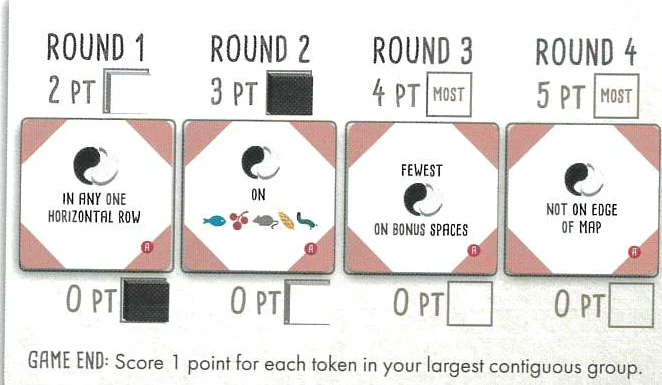 ROUND 1 ROUND 2 ROUND 3 ROUND 4
2 PT 3 PT 4 PT MOST 5 PT MOST
IN ANY ONE
HORIZONTAL ROW
A
ON
A
FEWEST
ON BONUS SPACES
A
NOT ON EDGE
OF MAP
A
0 PT 0 PT 0 PT 0 PT
GAME END: Score 1 point for each token in your largest contiguous group.